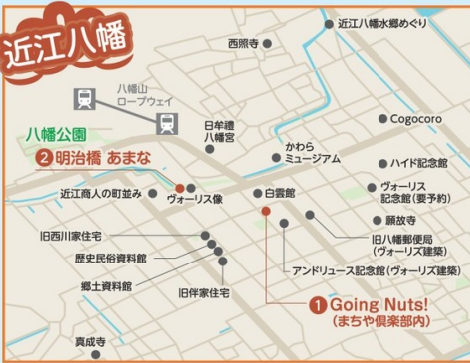 近江八幡
近江八幡水郷めぐり
西照寺
八幡山
ロープウェイ
日牟禮
八幡宮
Cogocoro
八幡公園
かわら
ミュージアム
❷明治橋 あまな
ハイド記念館
近江商人の町並み
ヴォーリス像
白雲館
ヴォーリス
記念館(要予約)
願故寺
旧八幡郵便局
(ヴォーリズ建築)
旧西川家住宅
アンドリュース記念館(ヴォーリズ建築)
歴史民俗資料館
郷土資料館
旧伴家住宅
❶Going Nuts!
(まちや倶楽部内)
真成寺